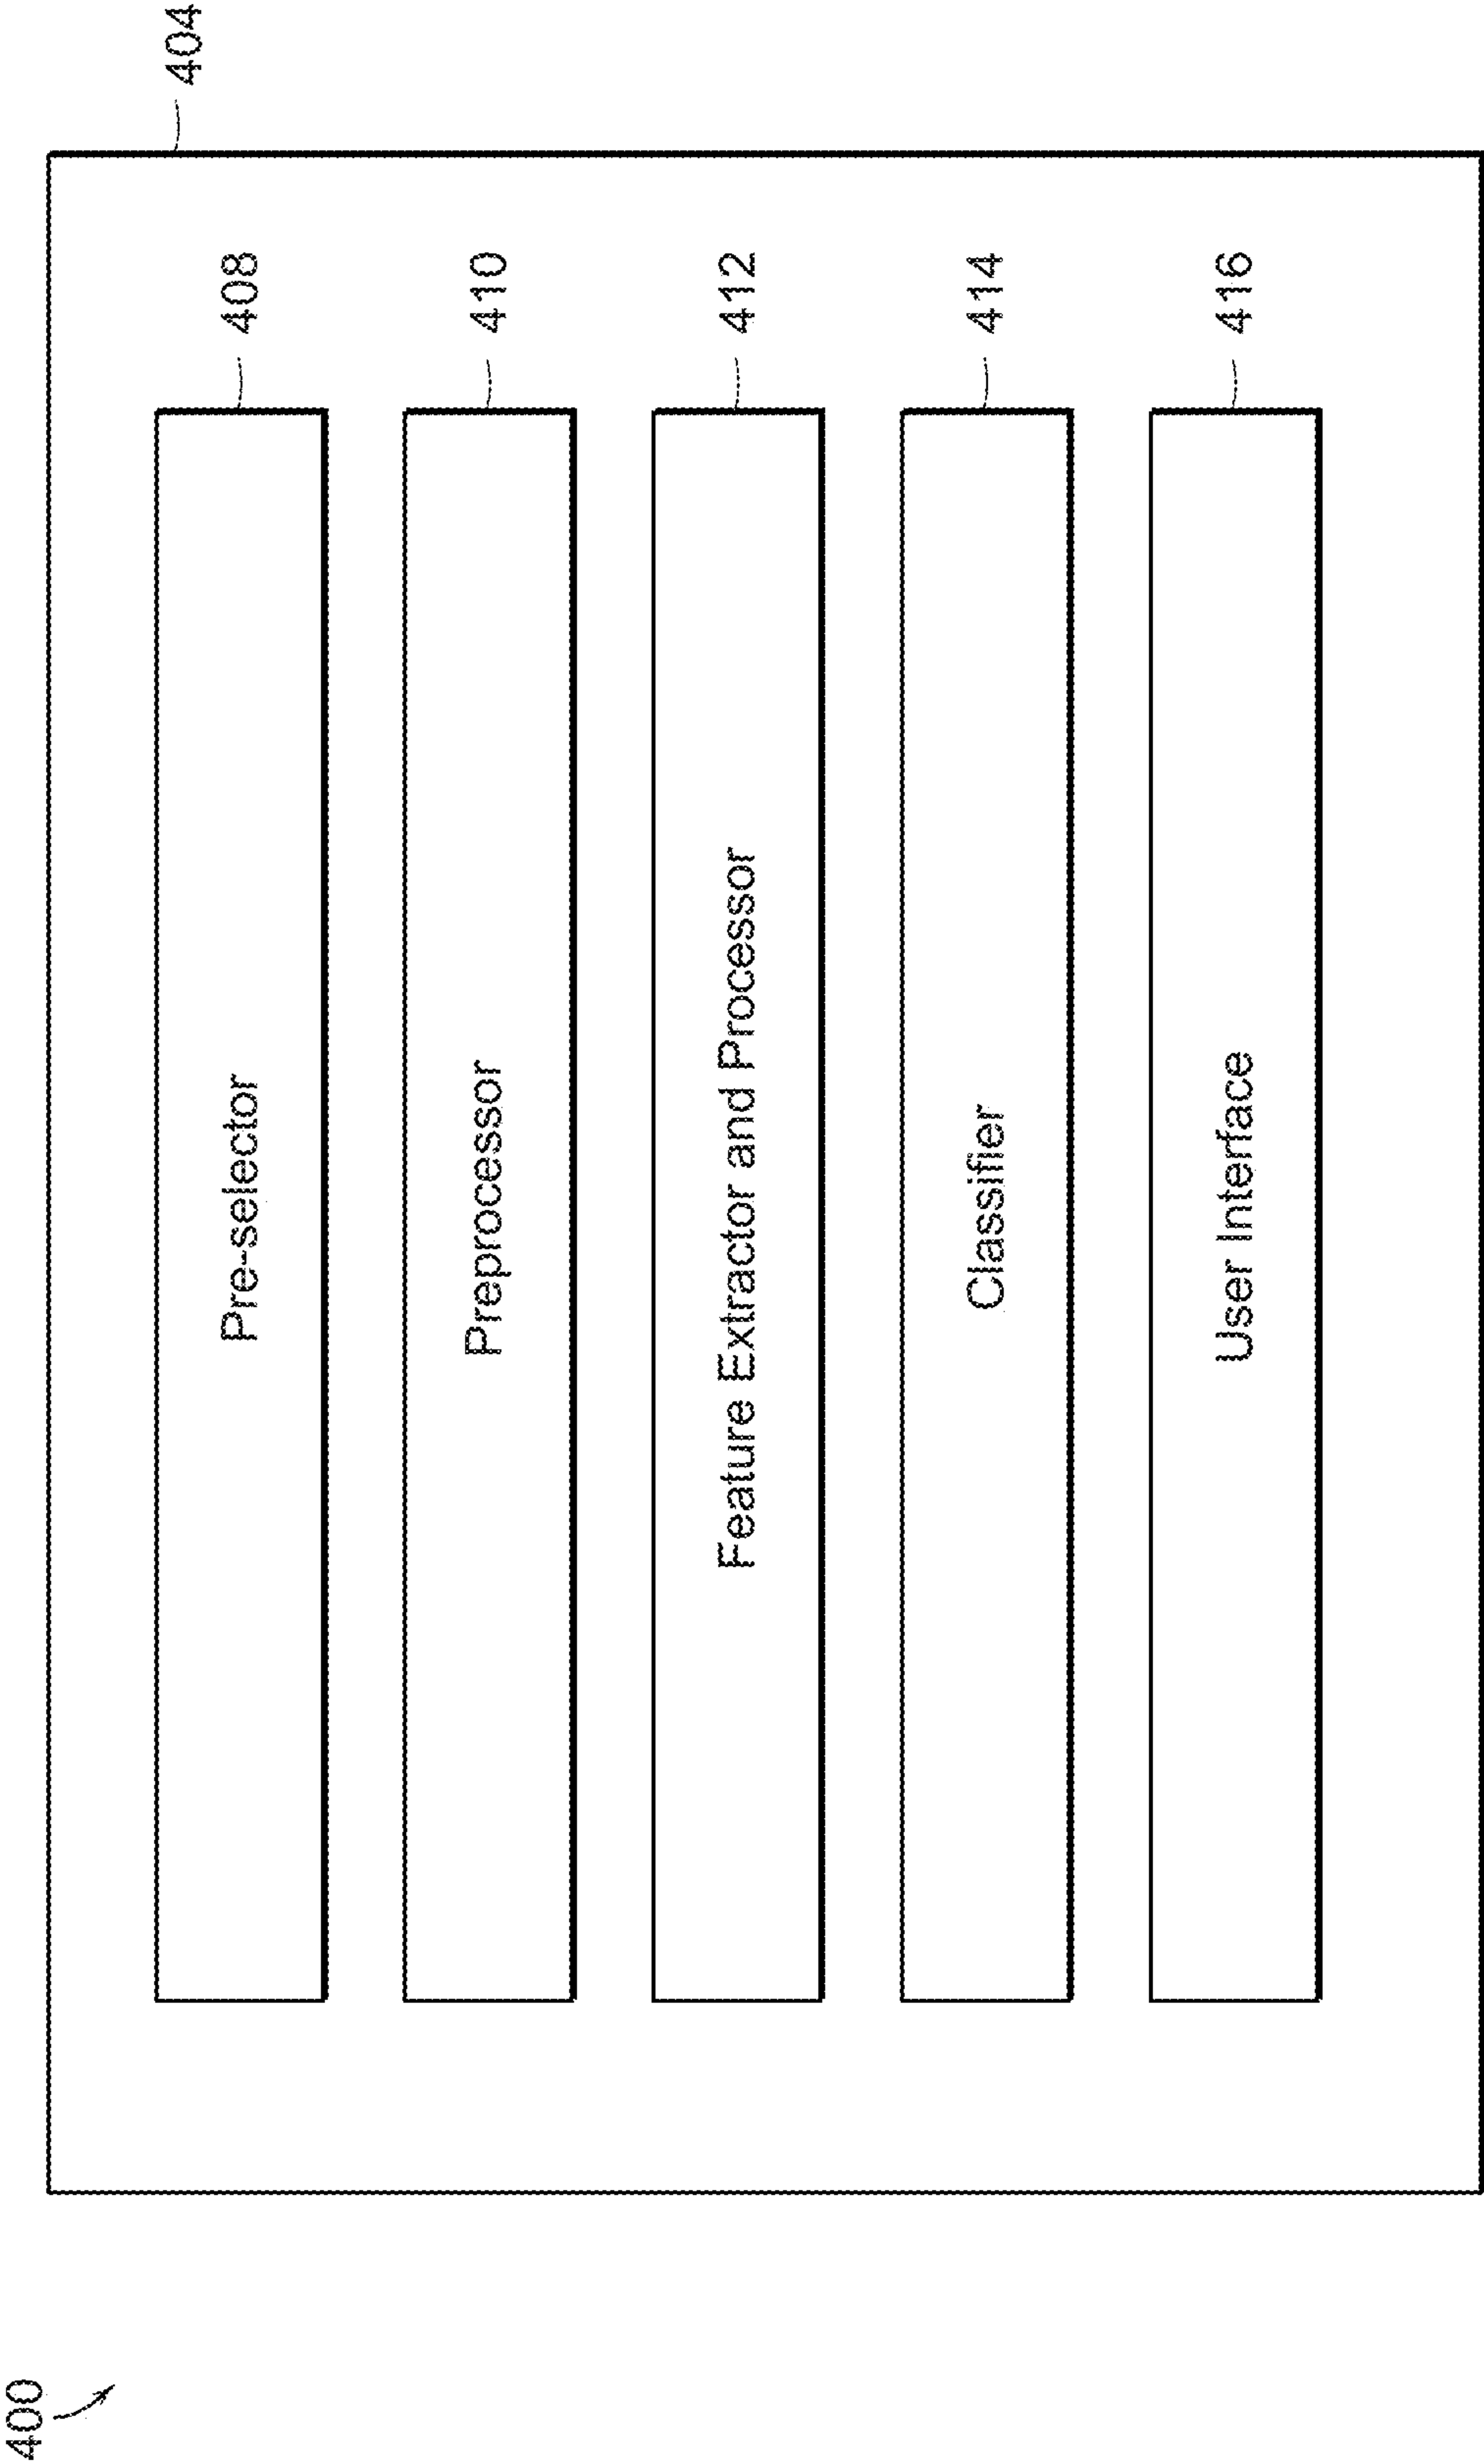 400
404
Pre-selector 408
Preprocessor 410
Feature Extractor and Processor 412
Classifier 414
User Interface 416